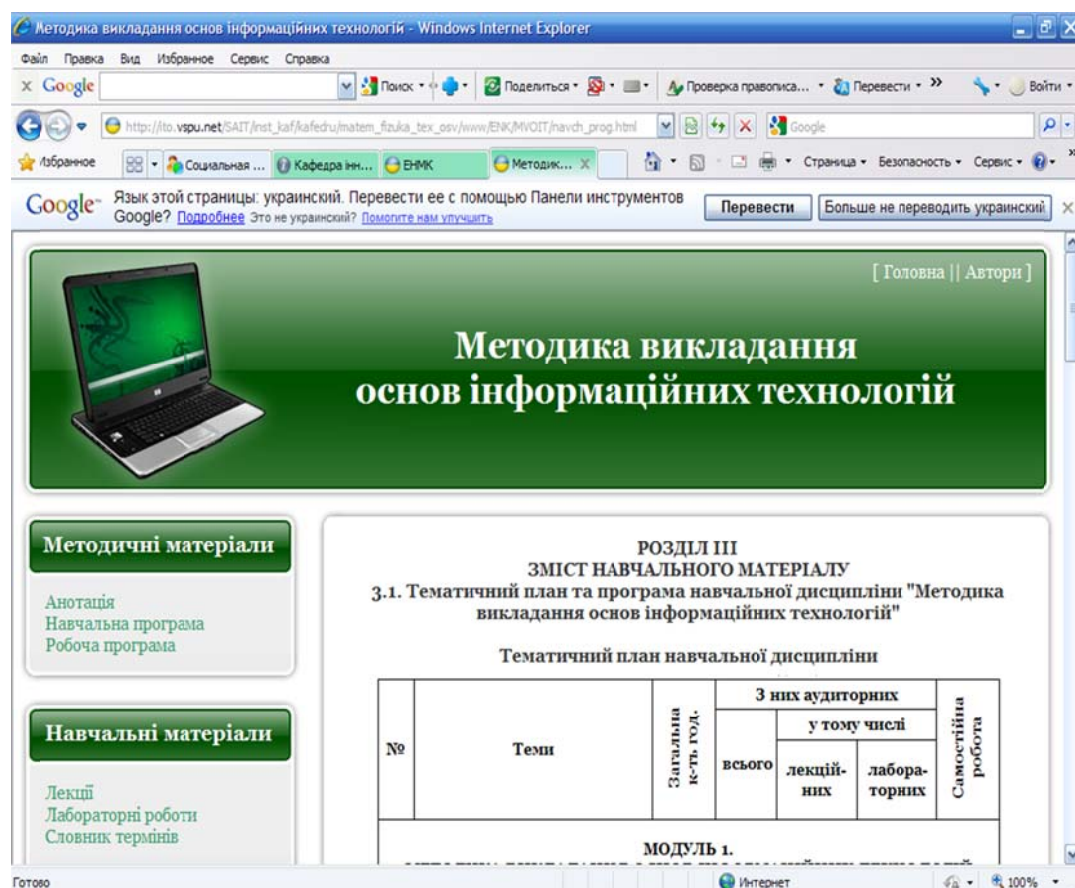 Методика викладання основ інформаційних технологій - Windows Internet Explorer
Файл Правка Вид Избранное Сервис Справка
x Google Поиск Поделиться Проверка правописа... Перевести » Войти
http://ito.vspu.net/SAIT/inst_kaf/kafedru/matem_fizuka_tex_osv/www/ENK/MVOIT/navch_prog.html Google
Избранное Социальная ... Кафедра інн... ЕНМК Методик... X Страница Безопасность Сервис »
Google Язык этой страницы: украинский. Перевести ее с помощью Панели инструментов
Google? Подробнее Это не украинский? Помогите нам улучшить
Перевести Больше не переводить украинский
[ Головна || Автори ]
Методика викладання
основ інформаційних технологій
Методичні матеріали
Анотація
Навчальна програма
Робоча програма
Навчальні матеріали
Лекції
Лабораторні роботи
Словник термінів
РОЗДІЛ III
ЗМІСТ НАВЧАЛЬНОГО МАТЕРІАЛУ
3.1. Тематичний план та програма навчальної дисципліни "Методика
викладання основ інформаційних технологій"
Тематичний план навчальної дисципліни
№
Теми
Загальна
к-ть год.
З них аудиторних
всього
у тому числі
лекцій-
них
лабора-
торних
Самостійна
робота
МОДУЛЬ 1.
Готово Интернет 100%